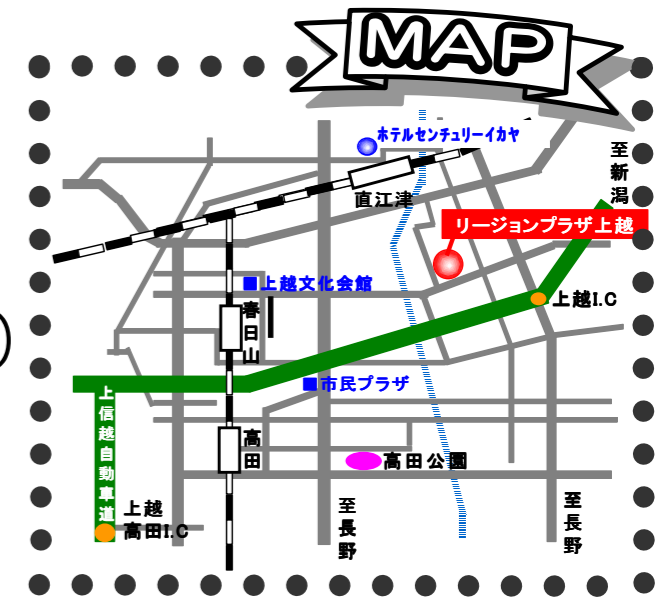 MAP
ホテルセンチュリーイカヤ
至新潟
直江津
リージョンプラザ上越
■上越文化会館
上越I.C
春日山
■市民プラザ
上信越自動車道
高田
高田公園
上越
高田I.C
至長野
至長野